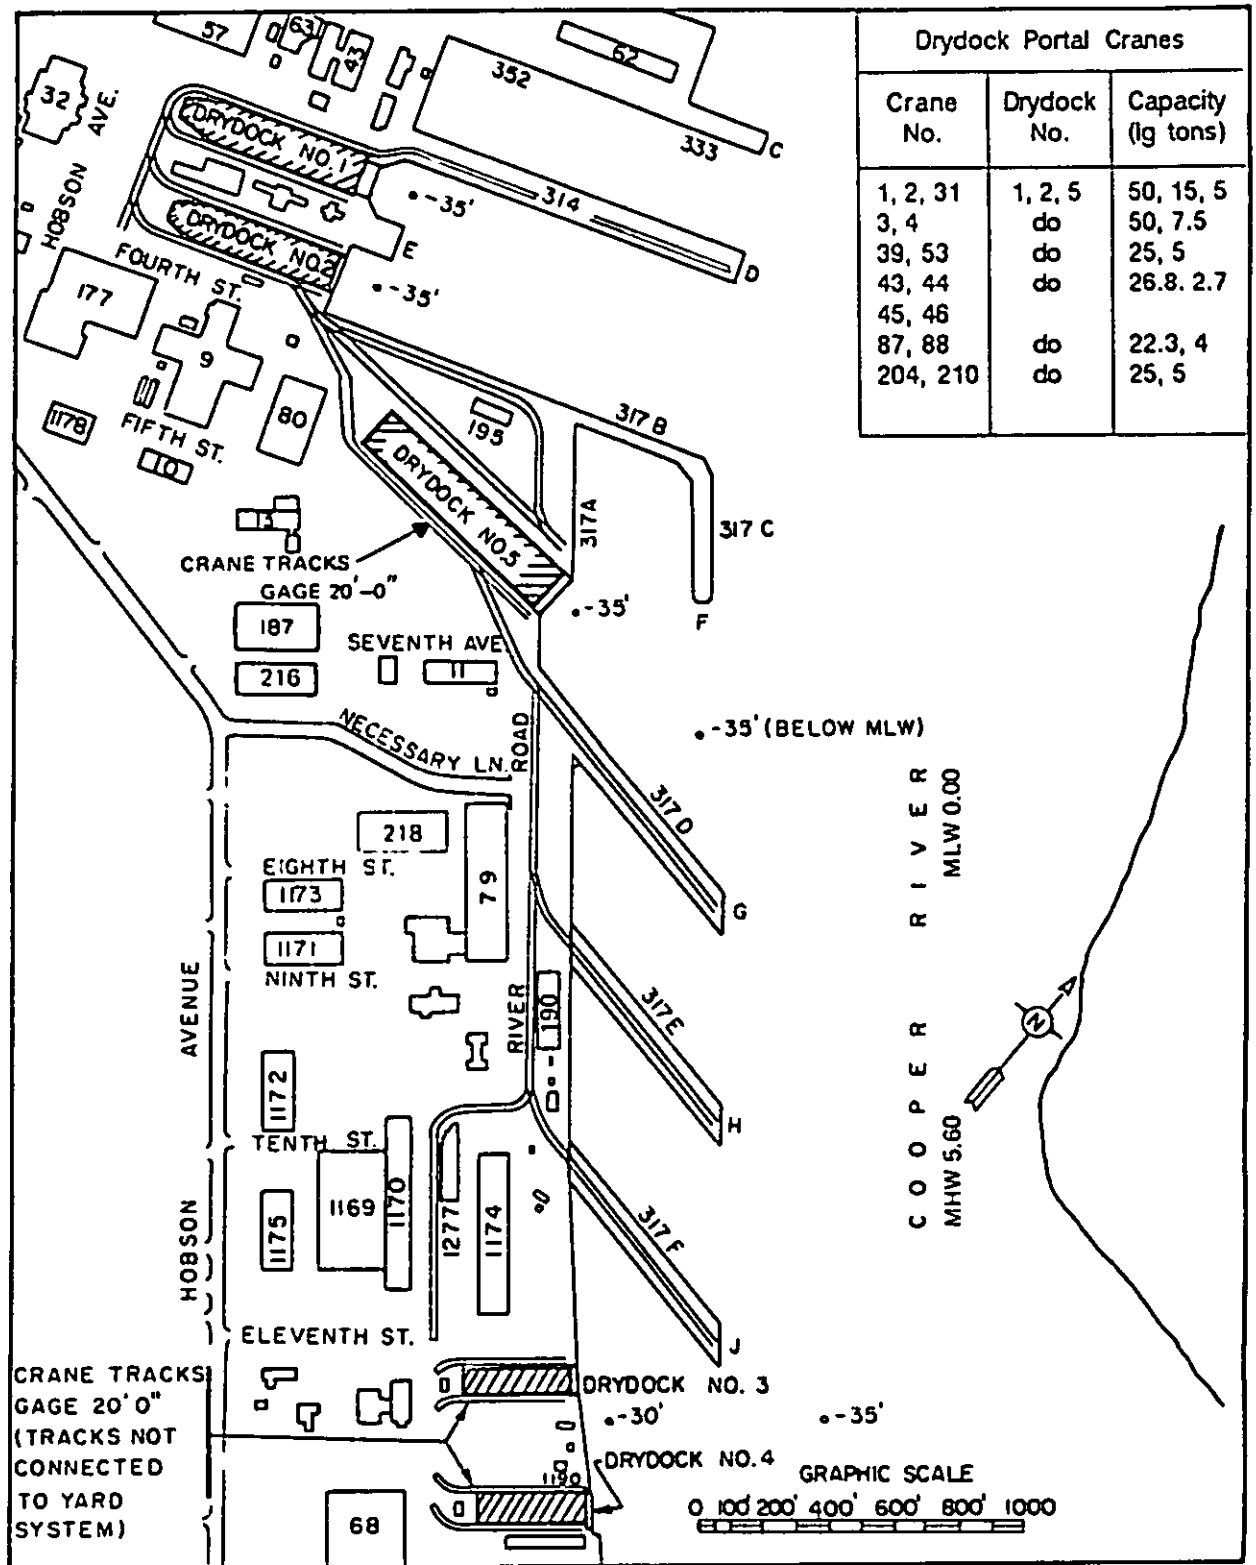 57
63
43
62
352
32
AVE.
DRYDOCK NO. 1
333
C
HOBSON
-35'
314
DRYDOCK NO.2
E
D
FOURTH ST.
-35'
177
9
80
195
317 B
1178
FIFTH ST.
10
DRYDOCK NO.5
317A
317 C
13
CRANE TRACKS
GAGE 20'-0"
-35'
F
187
SEVENTH AVE
216
11
NECESSARY LN.
ROAD
-35' (BELOW MLW)
317 D
218
EIGHTH ST.
1173
79
G
1171
NINTH ST.
AVENUE
RIVER
190
317E
COOPER RIVER
MHW 5.60 MLW 0.00
N
1172
H
TENTH ST.
1169
1170
1277
1174
1175
317 F
HOBSON
ELEVENTH ST.
J
CRANE TRACKS
GAGE 20' 0"
(TRACKS NOT
CONNECTED
TO YARD
SYSTEM)
DRYDOCK NO. 3
-30'
-35'
DRYDOCK NO.4
1190
68
GRAPHIC SCALE
0 100' 200' 400' 600' 800' 1000
Drydock Portal Cranes
Crane No. Drydock No. Capacity (lg tons)
1, 2, 31 1, 2, 5 50, 15, 5
3, 4 do 50, 7.5
39, 53 do 25, 5
43, 44 do 26.8. 2.7
45, 46
87, 88 do 22.3, 4
204, 210 do 25, 5